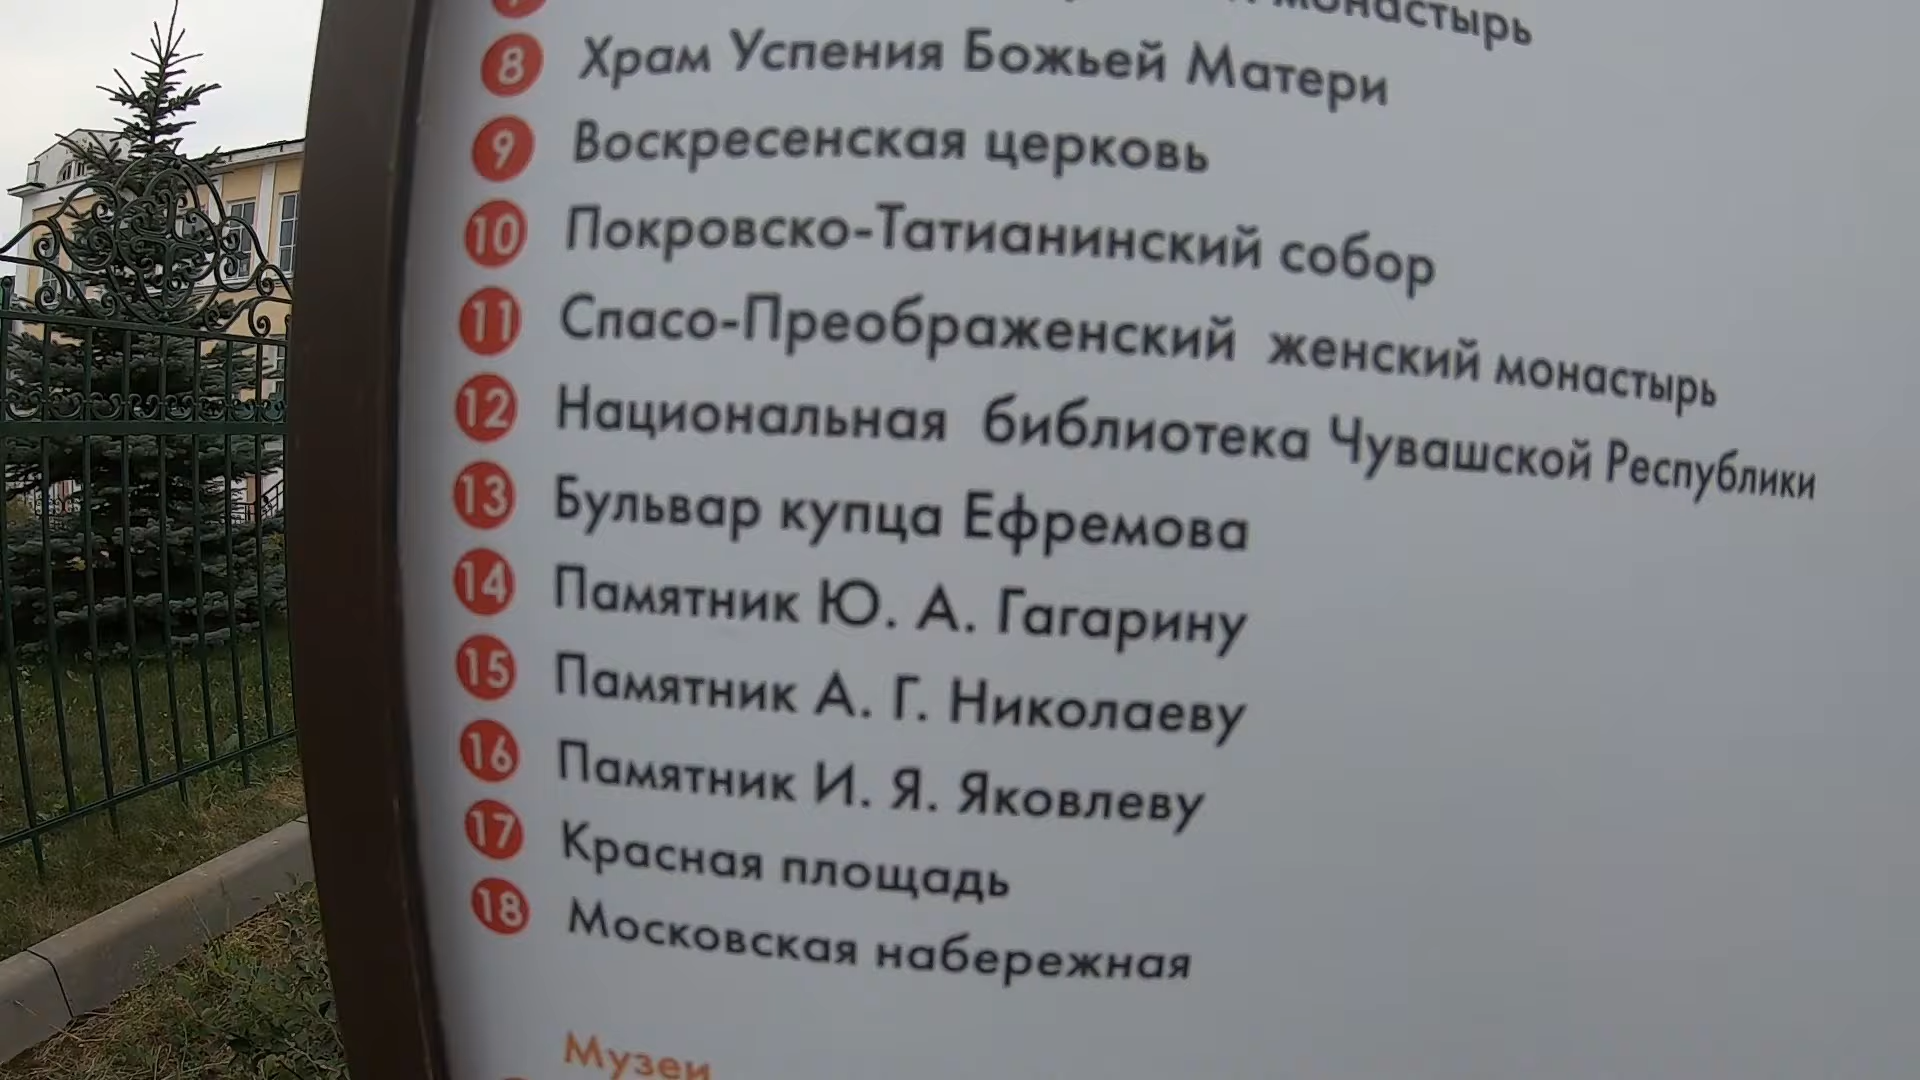 монастырь
8 Храм Успения Божьей Матери
9 Воскресенская церковь
10 Покровско-Татианинский собор
11 Спасо-Преображенский женский монастырь
12 Национальная библиотека Чувашской Республики
13 Бульвар купца Ефремова
14 Памятник Ю. А. Гагарину
15 Памятник А. Г. Николаеву
16 Памятник И. Я. Яковлеву
17 Красная площадь
18 Московская набережная
Музеи